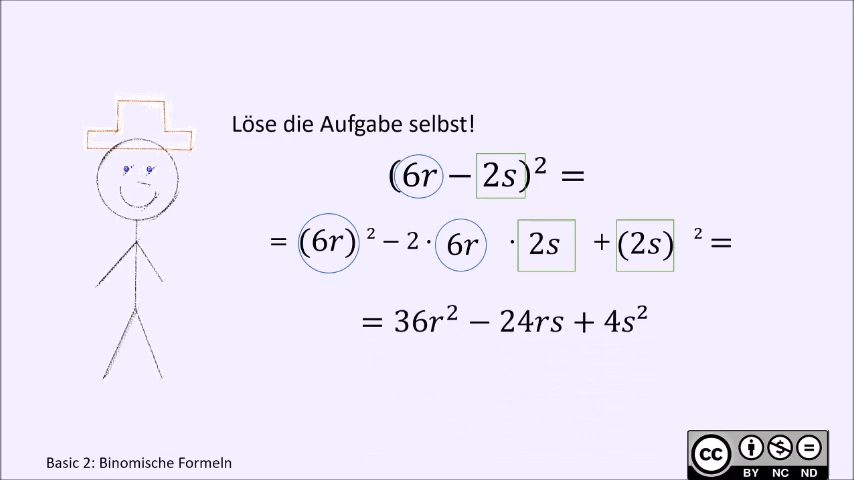 Löse die Aufgabe selbst!
(6r − 2s)² =
= (6r)² − 2 · 6r · 2s + (2s)² =
= 36r² − 24rs + 4s²
Basic 2: Binomische Formeln
cc
BY NC ND